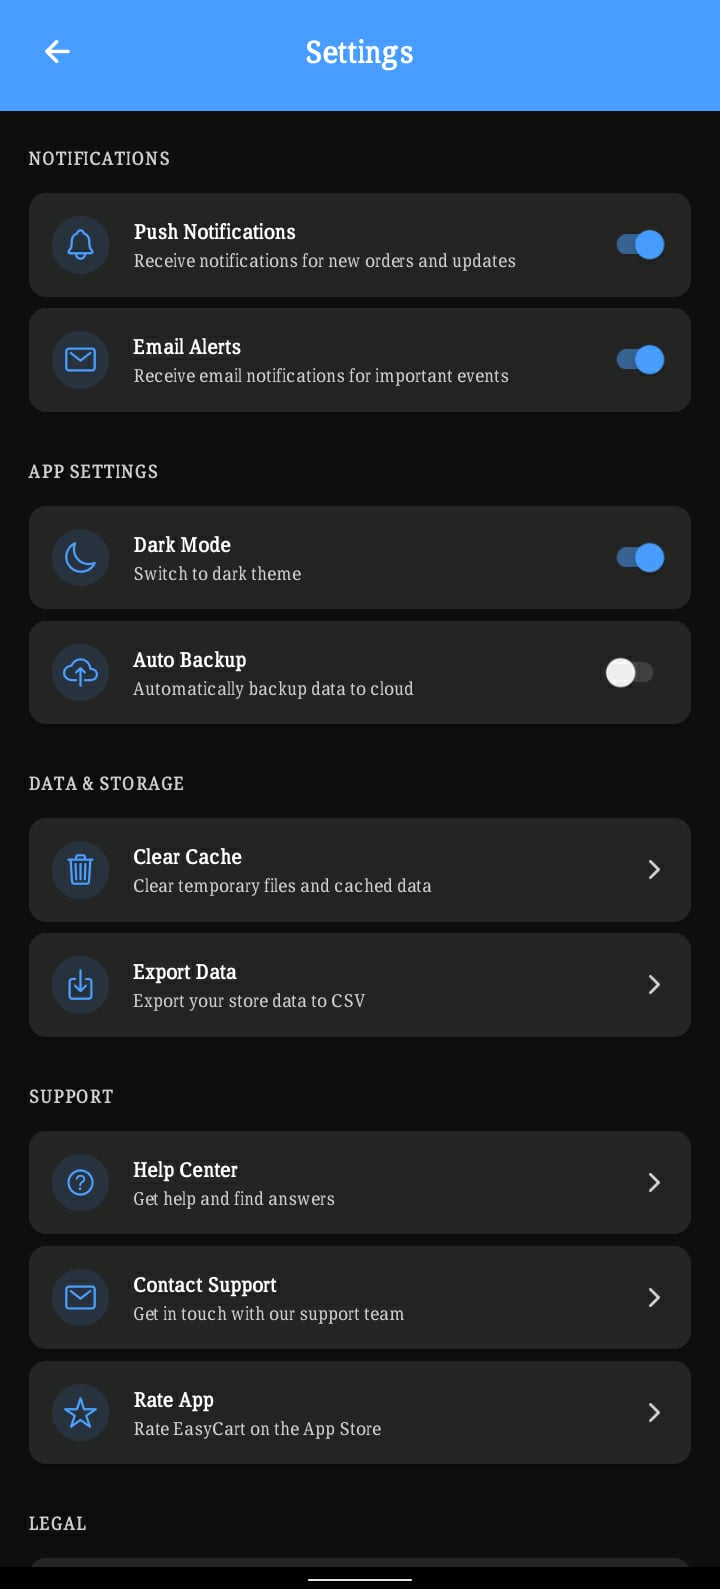 Settings
NOTIFICATIONS
Push Notifications
Receive notifications for new orders and updates
Email Alerts
Receive email notifications for important events
APP SETTINGS
Dark Mode
Switch to dark theme
Auto Backup
Automatically backup data to cloud
DATA & STORAGE
Clear Cache
Clear temporary files and cached data
Export Data
Export your store data to CSV
SUPPORT
Help Center
Get help and find answers
Contact Support
Get in touch with our support team
Rate App
Rate EasyCart on the App Store
LEGAL